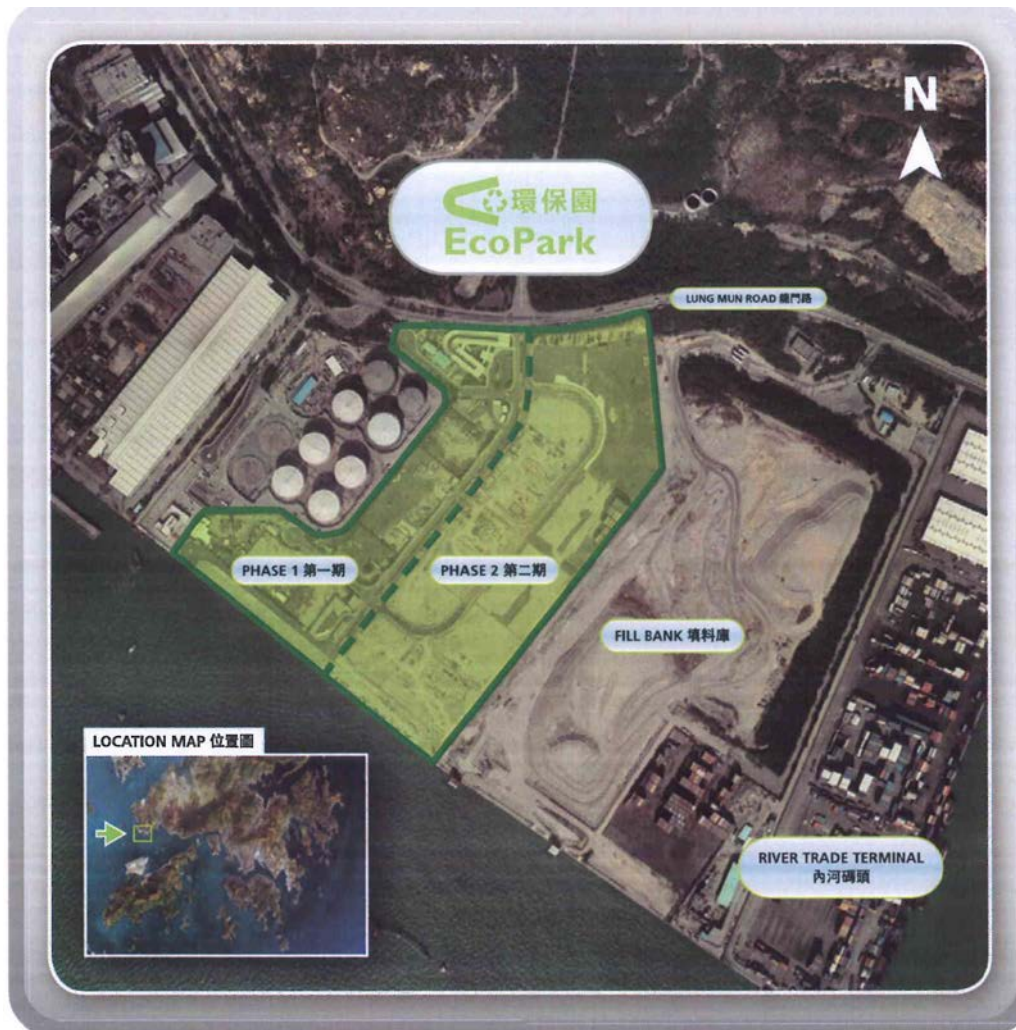 N
環保園
EcoPark
LUNG MUN ROAD 龍門路
PHASE 1 第一期
PHASE 2 第二期
FILL BANK 填料庫
LOCATION MAP 位置圖
RIVER TRADE TERMINAL
內河碼頭